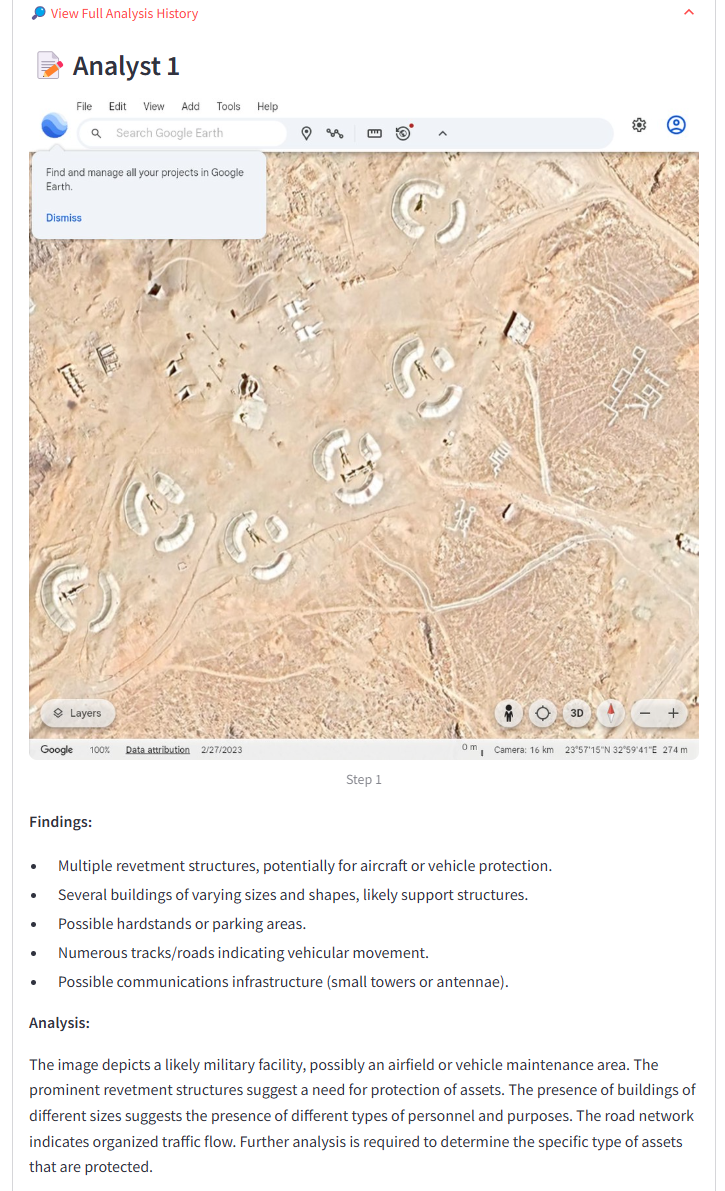 View Full Analysis History
Analyst 1
File Edit View Add Tools Help
Search Google Earth
Find and manage all your projects in Google
Earth.
Dismiss
Layers
3D
Google 100% Data attribution 2/27/2023 0 m Camera: 16 km 23°57'15"N 32°59'41"E 274 m
Step 1
Findings:
• Multiple revetment structures, potentially for aircraft or vehicle protection.
• Several buildings of varying sizes and shapes, likely support structures.
• Possible hardstands or parking areas.
• Numerous tracks/roads indicating vehicular movement.
• Possible communications infrastructure (small towers or antennae).
Analysis:
The image depicts a likely military facility, possibly an airfield or vehicle maintenance area. The
prominent revetment structures suggest a need for protection of assets. The presence of buildings of
different sizes suggests the presence of different types of personnel and purposes. The road network
indicates organized traffic flow. Further analysis is required to determine the specific type of assets
that are protected.